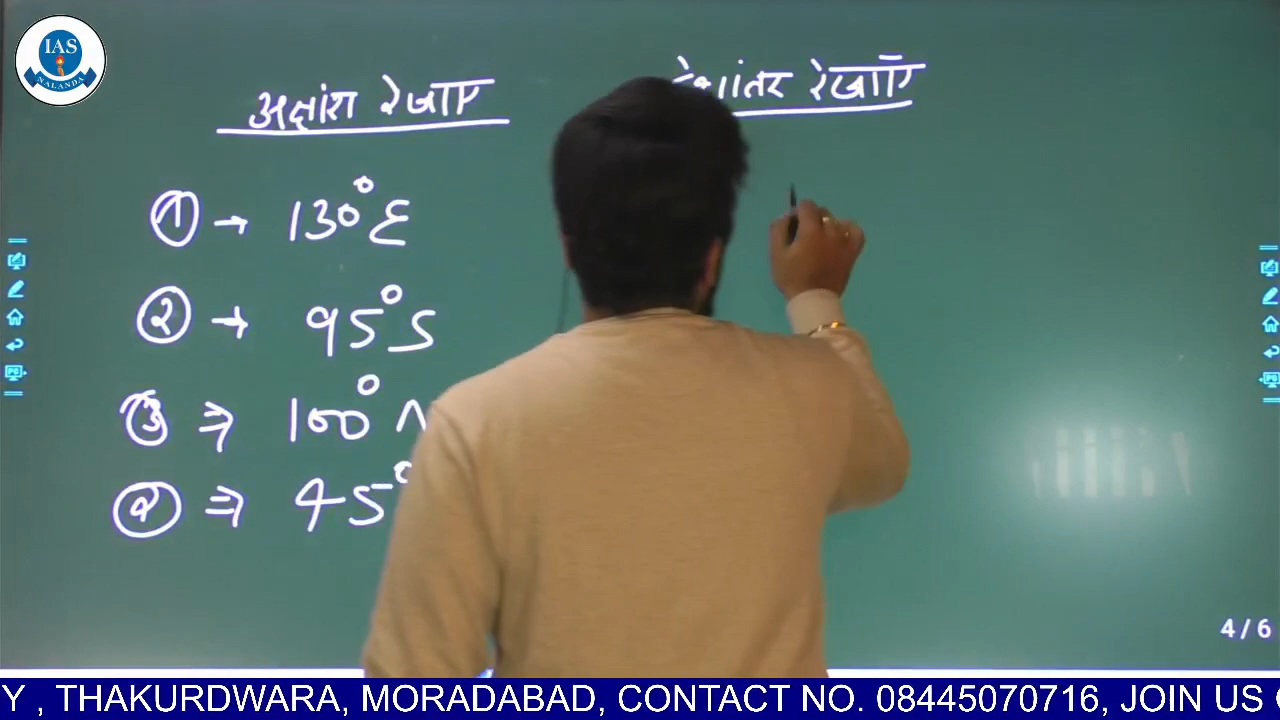 IAS
NALANDA
अक्षांश रेखाएँ
देशांतर रेखाएँ
① → 130° E
② → 95° S
③ ⇒ 100° N
④ ⇒ 45°
4 / 6
Y , THAKURDWARA, MORADABAD, CONTACT NO. 08445070716, JOIN US